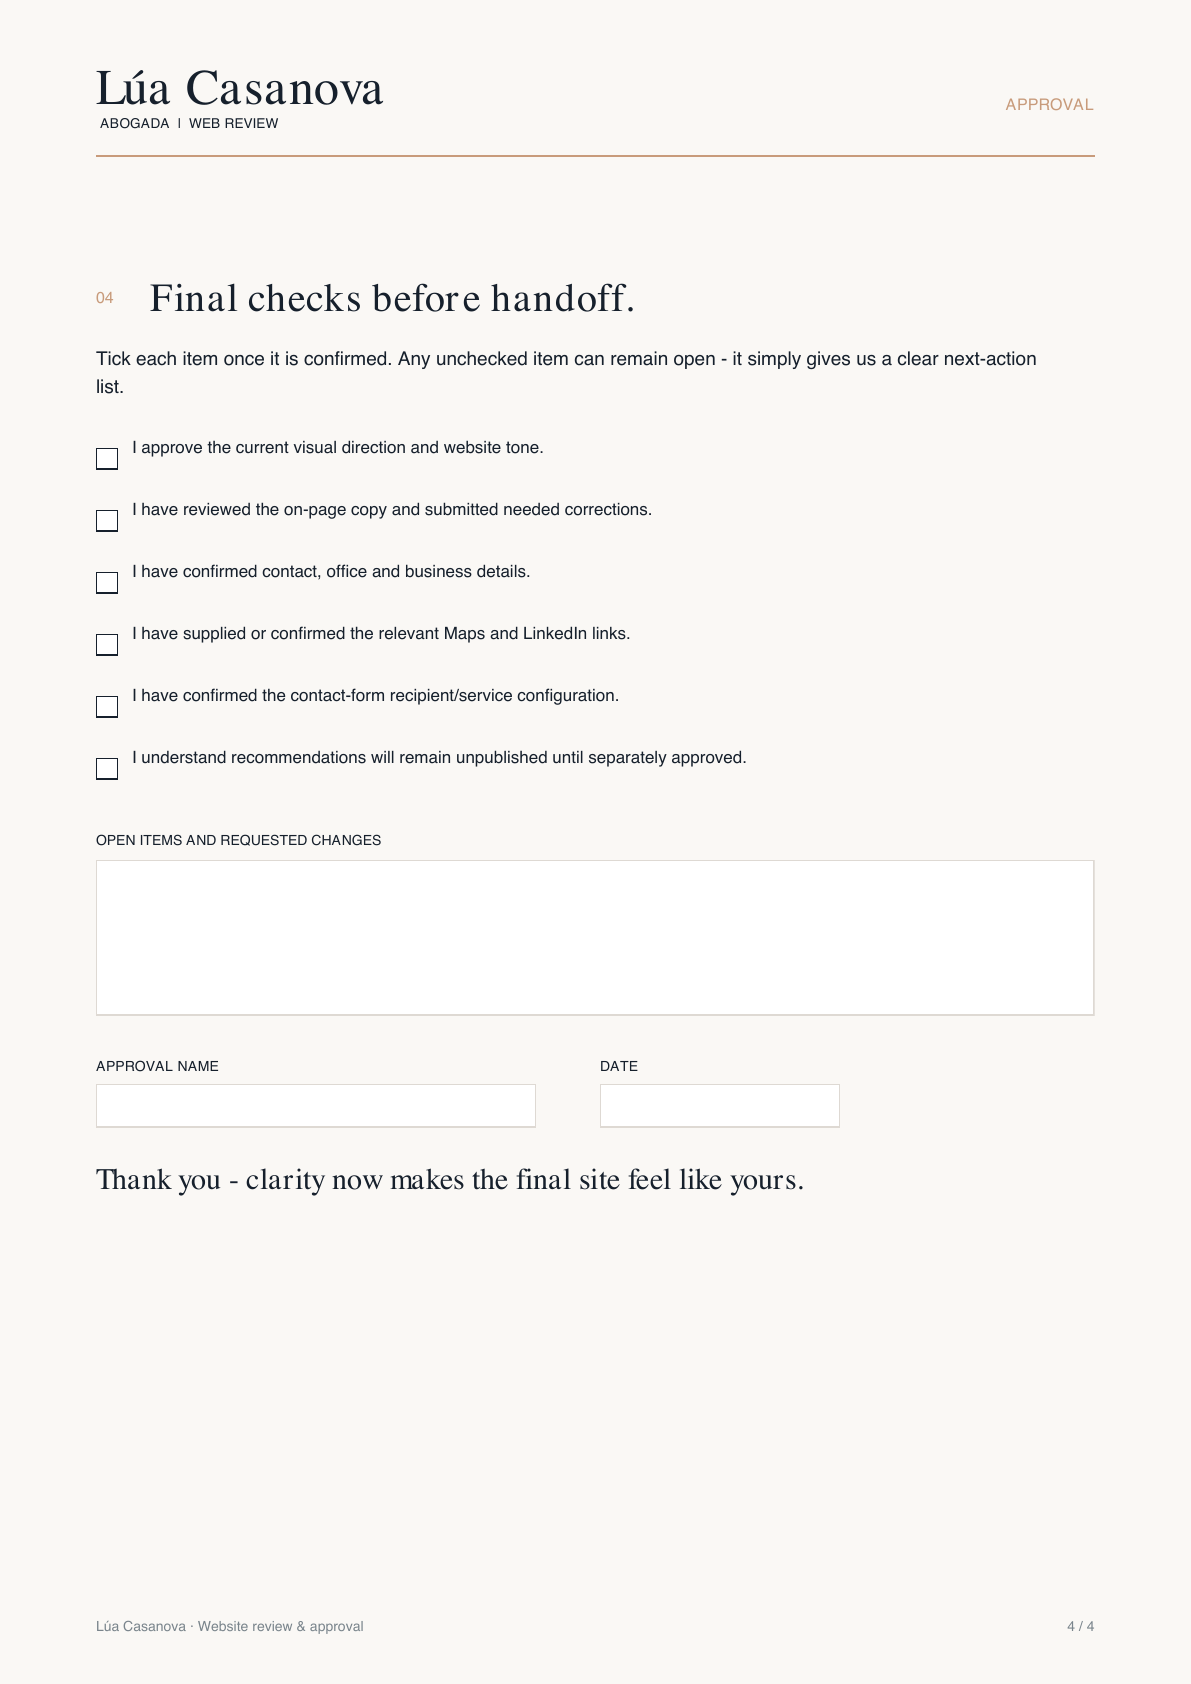 Lúa Casanova
ABOGADA | WEB REVIEW
APPROVAL
04 Final checks before handoff.
Tick each item once it is confirmed. Any unchecked item can remain open - it simply gives us a clear next-action
list.
I approve the current visual direction and website tone.
I have reviewed the on-page copy and submitted needed corrections.
I have confirmed contact, office and business details.
I have supplied or confirmed the relevant Maps and LinkedIn links.
I have confirmed the contact-form recipient/service configuration.
I understand recommendations will remain unpublished until separately approved.
OPEN ITEMS AND REQUESTED CHANGES
APPROVAL NAME
DATE
Thank you - clarity now makes the final site feel like yours.
Lúa Casanova · Website review & approval
4 / 4